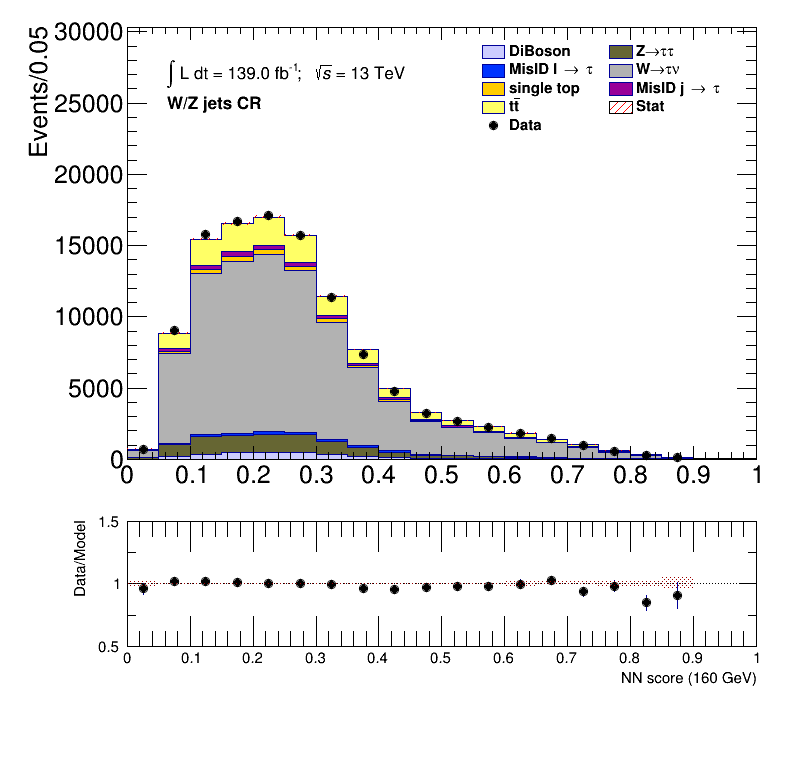 Events/0.05
30000
25000
20000
15000
10000
5000
0
∫ L dt = 139.0 fb⁻¹; √s = 13 TeV
W/Z jets CR
DiBoson
MisID l → τ
single top
tt̄
Data
Z→ττ
W→τν
MisID j → τ
Stat
0 0.1 0.2 0.3 0.4 0.5 0.6 0.7 0.8 0.9 1
Data/Model
1.5
1
0.5
0 0.1 0.2 0.3 0.4 0.5 0.6 0.7 0.8 0.9 1
NN score (160 GeV)